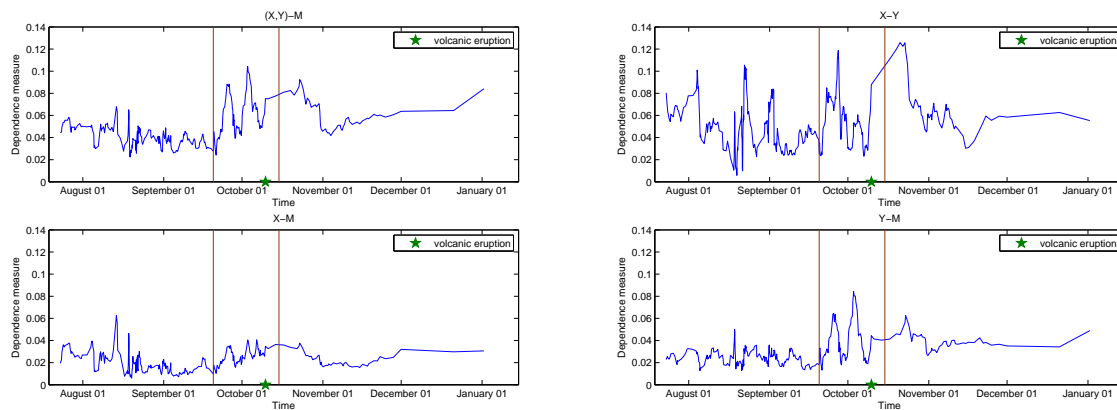 (X,Y)−M
Dependence measure
0.14
0.12
0.1
0.08
0.06
0.04
0.02
0
volcanic eruption
August 01 September 01 October 01 November 01 December 01 January 01
Time
X−Y
Dependence measure
0.14
0.12
0.1
0.08
0.06
0.04
0.02
0
volcanic eruption
August 01 September 01 October 01 November 01 December 01 January 01
Time
X−M
Dependence measure
0.14
0.12
0.1
0.08
0.06
0.04
0.02
0
volcanic eruption
August 01 September 01 October 01 November 01 December 01 January 01
Time
Y−M
Dependence measure
0.14
0.12
0.1
0.08
0.06
0.04
0.02
0
volcanic eruption
August 01 September 01 October 01 November 01 December 01 January 01
Time